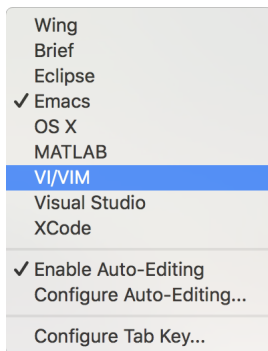 Wing
Brief
Eclipse
✓ Emacs
OS X
MATLAB
VI/VIM
Visual Studio
XCode
✓ Enable Auto-Editing
Configure Auto-Editing...
Configure Tab Key...